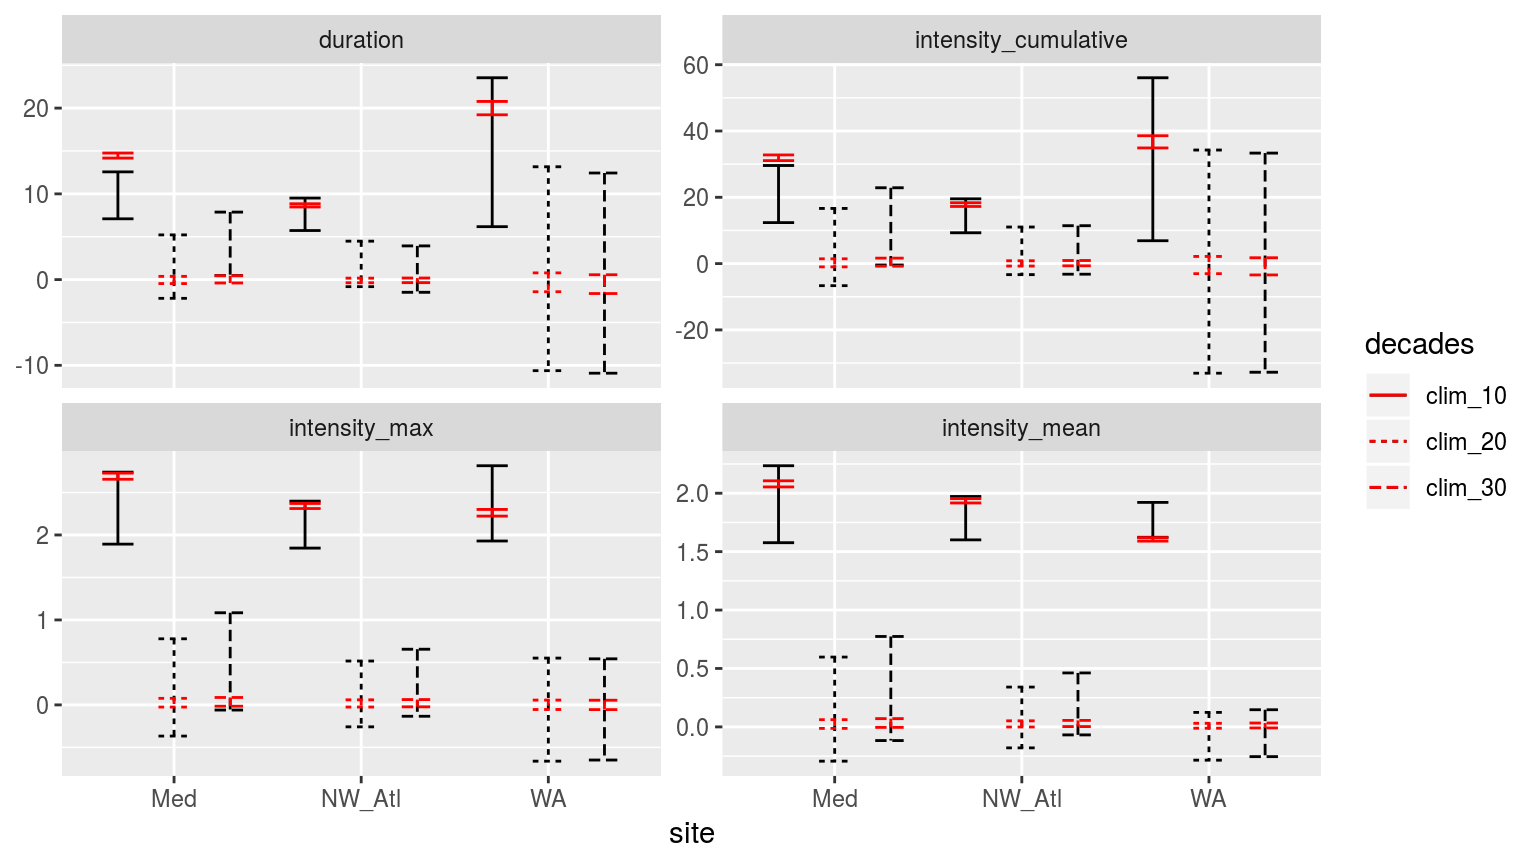 duration
20
10
0
-10
intensity_cumulative
60
40
20
0
-20
intensity_max
2
1
0
Med NW_Atl WA
intensity_mean
2.0
1.5
1.0
0.5
0.0
Med NW_Atl WA
site
decades
clim_10
clim_20
clim_30